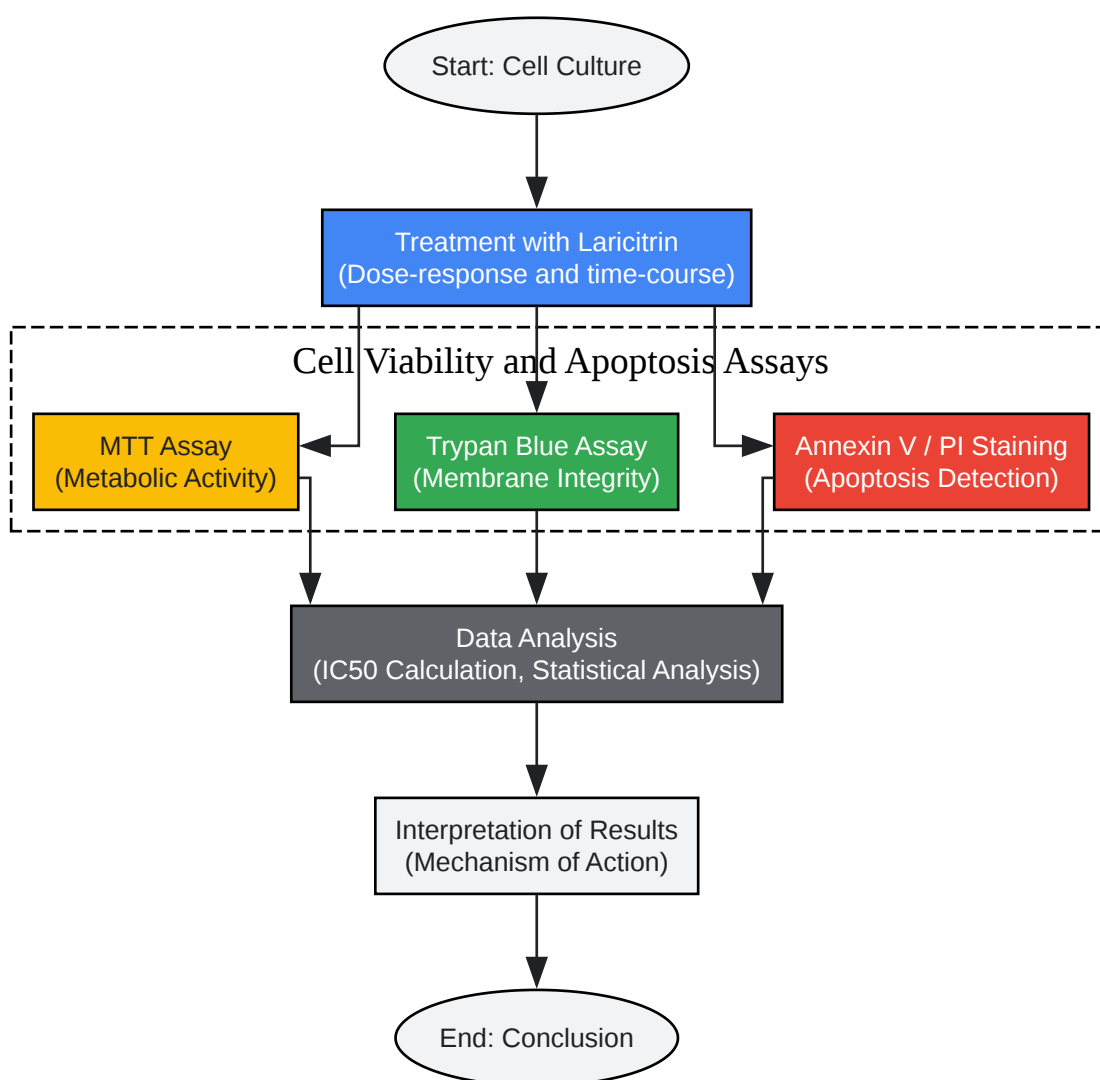 Start: Cell Culture
Treatment with Laricitrin
(Dose-response and time-course)
Cell Viability and Apoptosis Assays
MTT Assay
(Metabolic Activity)
Trypan Blue Assay
(Membrane Integrity)
Annexin V / PI Staining
(Apoptosis Detection)
Data Analysis
(IC50 Calculation, Statistical Analysis)
Interpretation of Results
(Mechanism of Action)
End: Conclusion